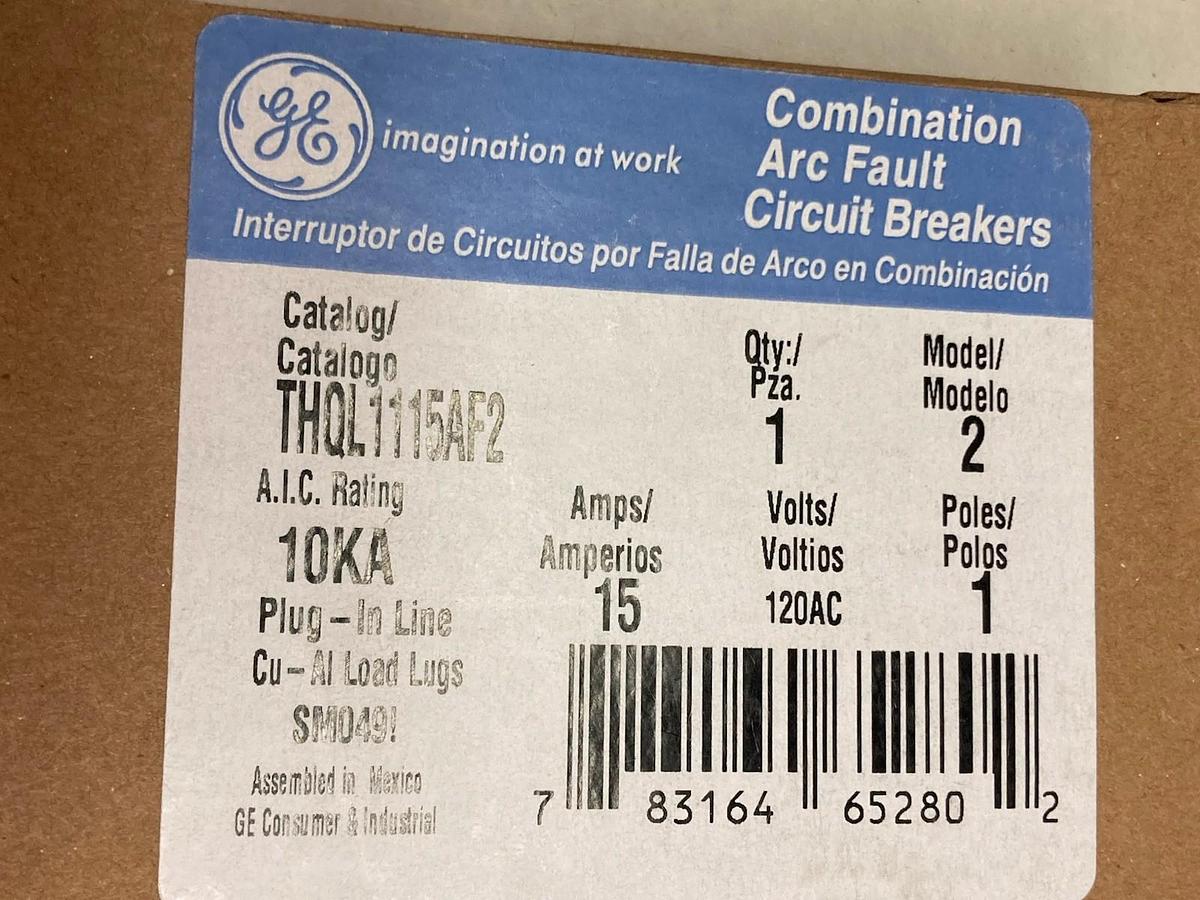 GE
imagination at work
Combination
Arc Fault
Circuit Breakers
Interruptor de Circuitos por Falla de Arco en Combinación
Catalog/
Catalogo
THQL1115AF2
Qty:/
Pza.
1
Model/
Modelo
2
A.I.C. Rating
10KA
Amps/
Amperios
15
Volts/
Voltios
120AC
Poles/
Polos
1
Plug-In Line
Cu-Al Load Lugs
SM049!
Assembled in Mexico
GE Consumer & Industrial
7 83164 65280 2